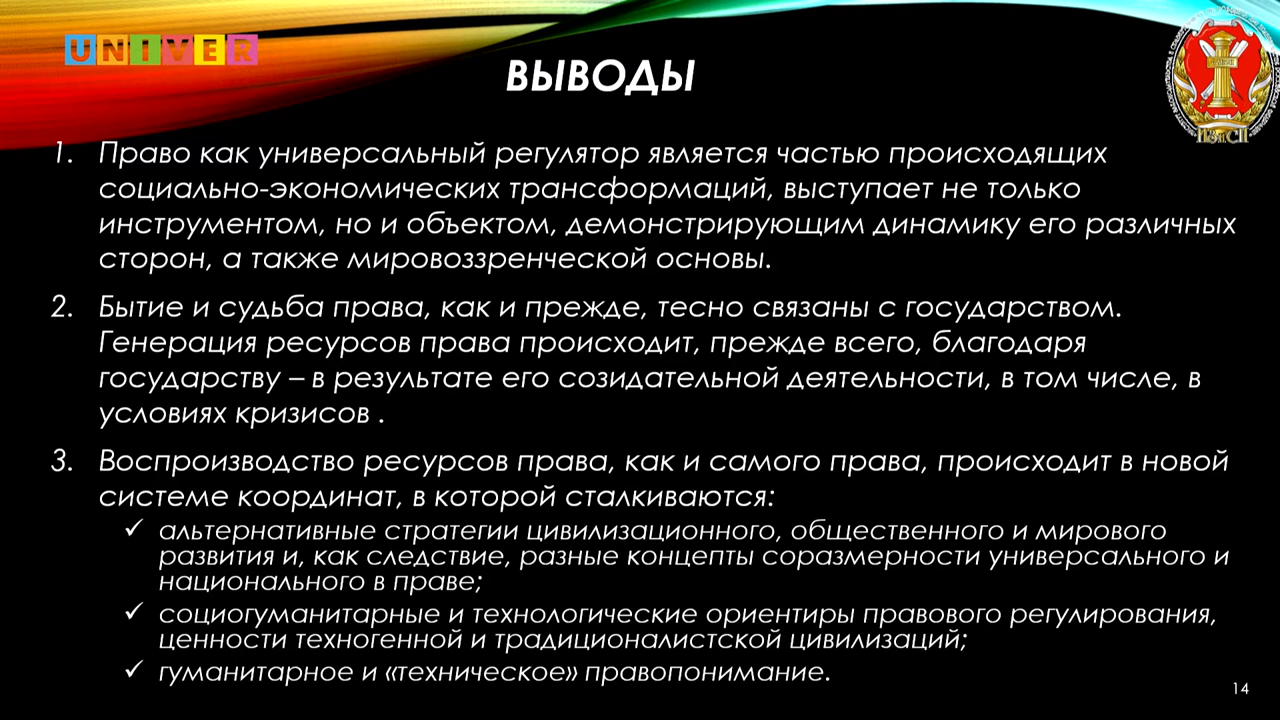 UNIVER
ВЫВОДЫ
1. Право как универсальный регулятор является частью происходящих
социально-экономических трансформаций, выступает не только
инструментом, но и объектом, демонстрирующим динамику его различных
сторон, а также мировоззренческой основы.
2. Бытие и судьба права, как и прежде, тесно связаны с государством.
Генерация ресурсов права происходит, прежде всего, благодаря
государству – в результате его созидательной деятельности, в том числе, в
условиях кризисов .
3. Воспроизводство ресурсов права, как и самого права, происходит в новой
системе координат, в которой сталкиваются:
✓ альтернативные стратегии цивилизационного, общественного и мирового
развития и, как следствие, разные концепты соразмерности универсального и
национального в праве;
✓ социогуманитарные и технологические ориентиры правового регулирования,
ценности техногенной и традиционалистской цивилизаций;
✓ гуманитарное и «техническое» правопонимание.
14